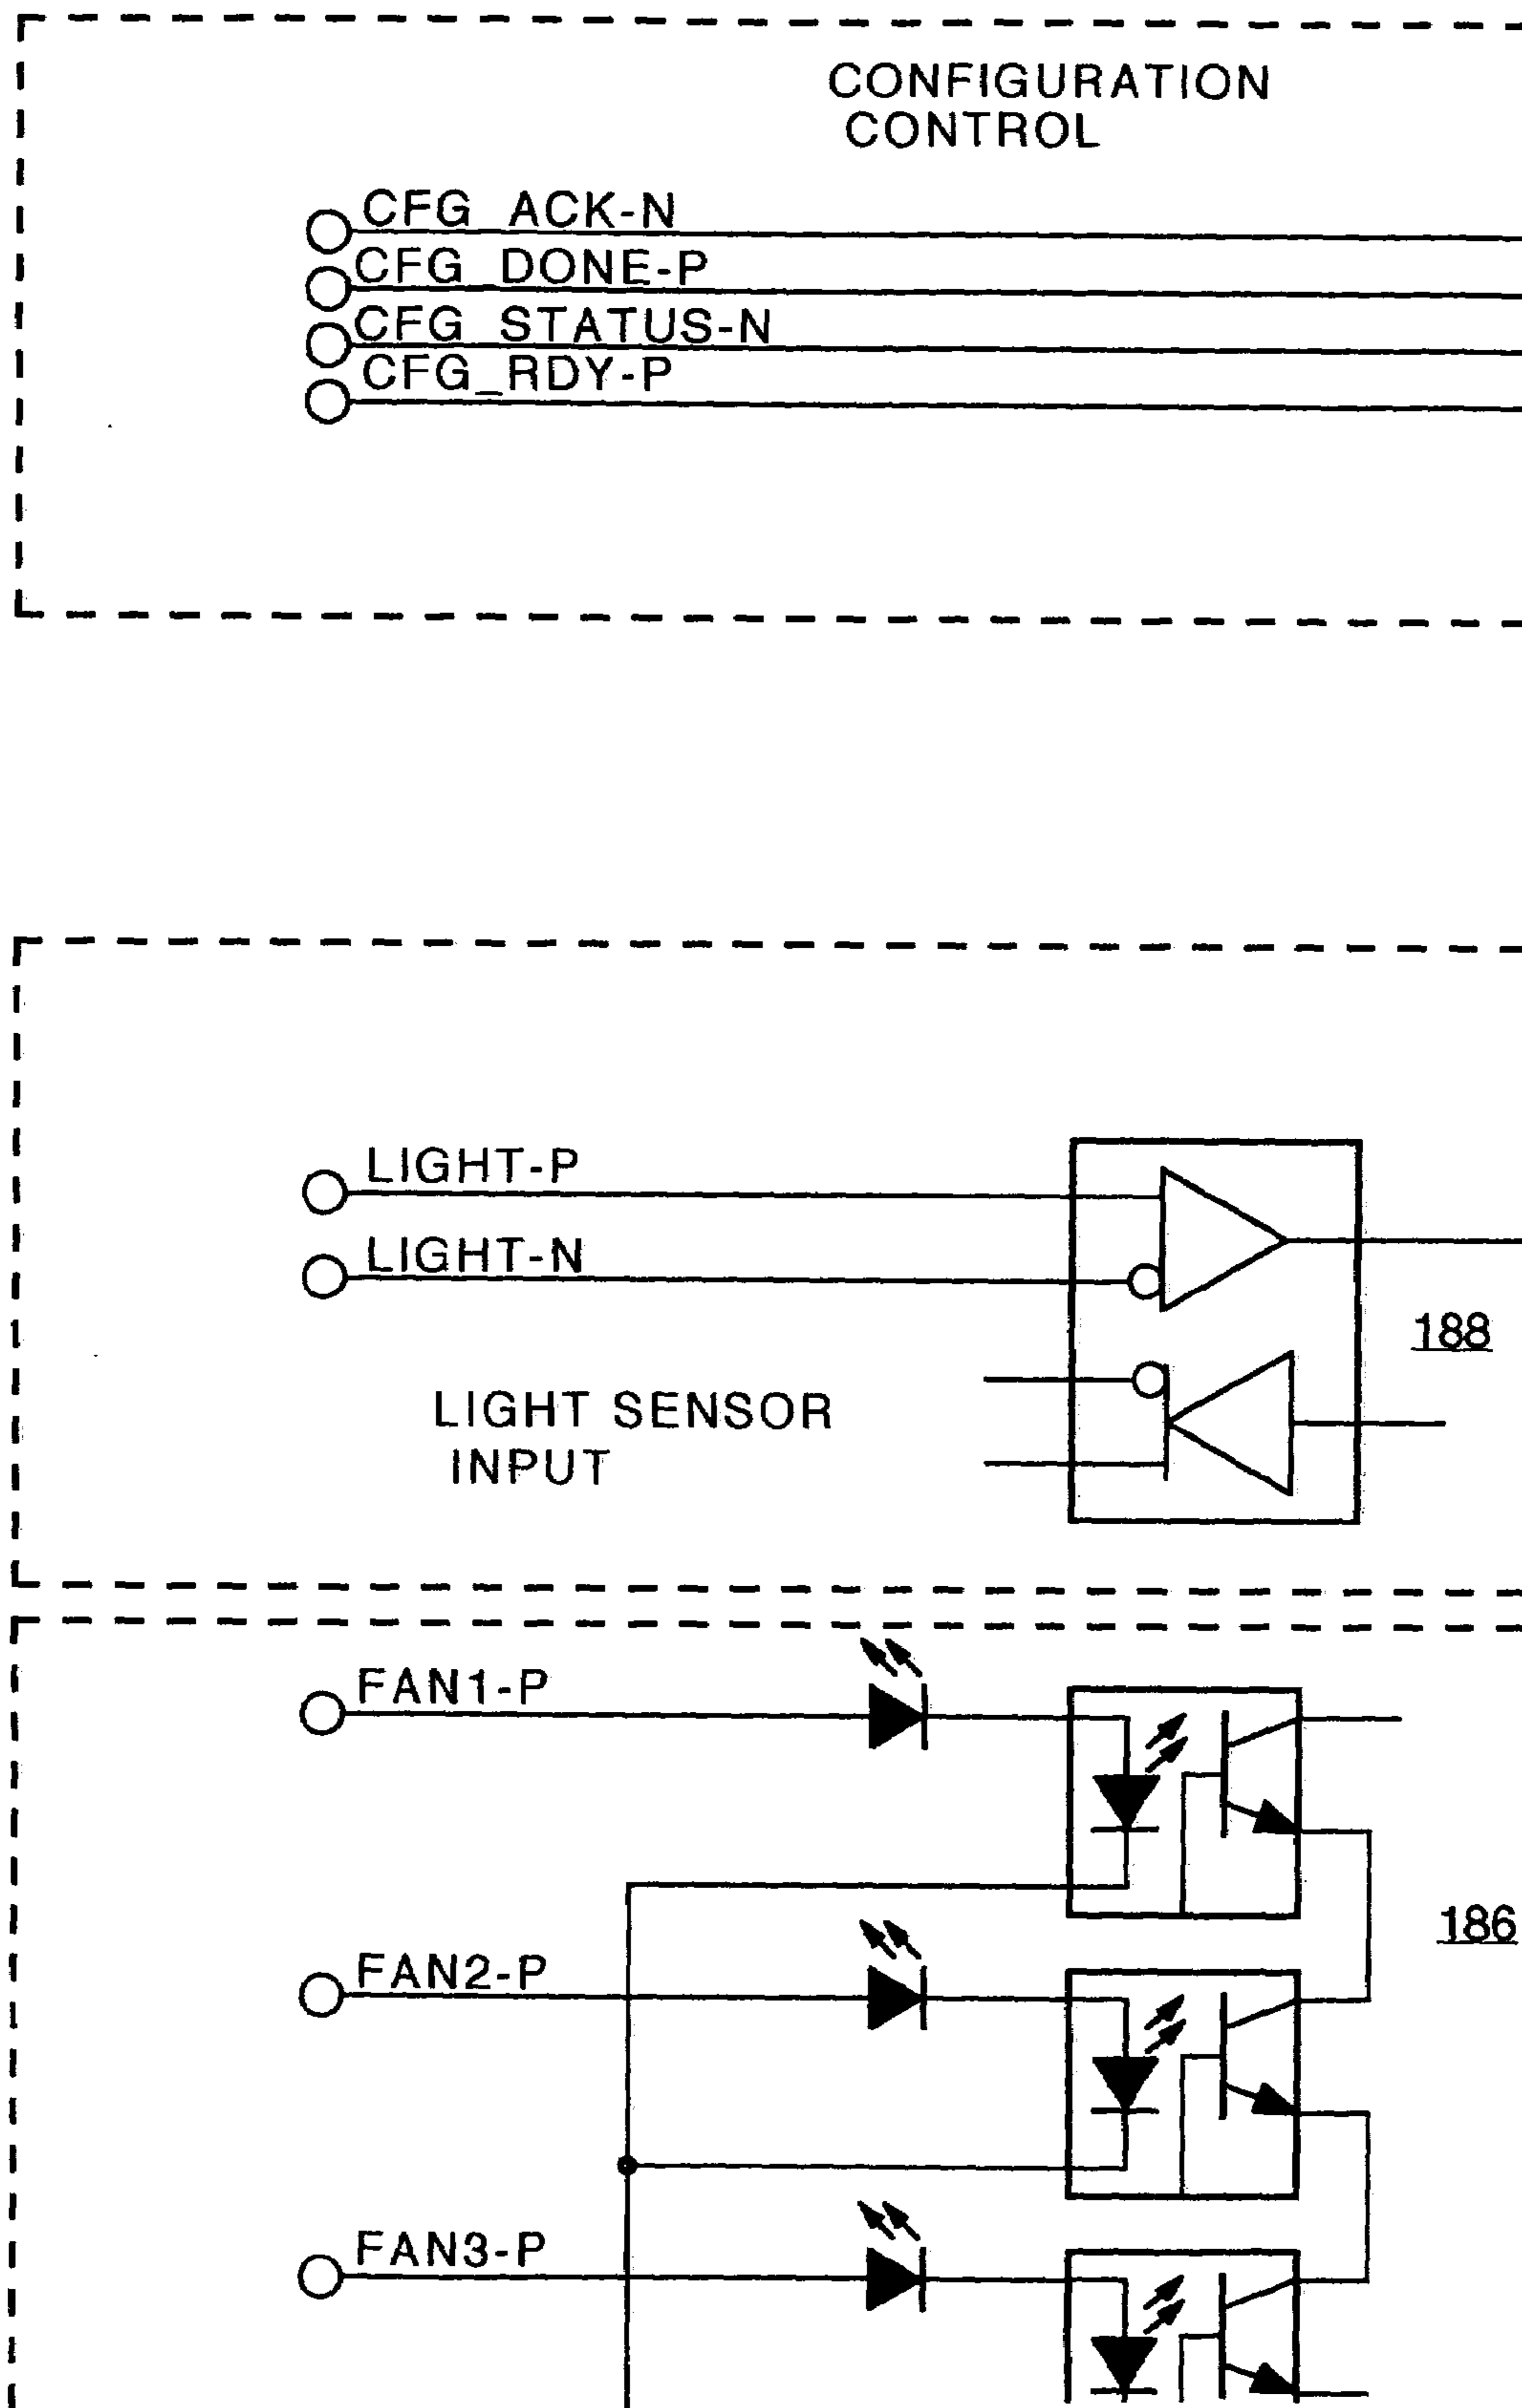 CONFIGURATION
CONTROL
CFG_ACK-N
CFG_DONE-P
CFG_STATUS-N
CFG_RDY-P
LIGHT-P
LIGHT-N
188
LIGHT SENSOR
INPUT
FAN1-P
186
FAN2-P
FAN3-P